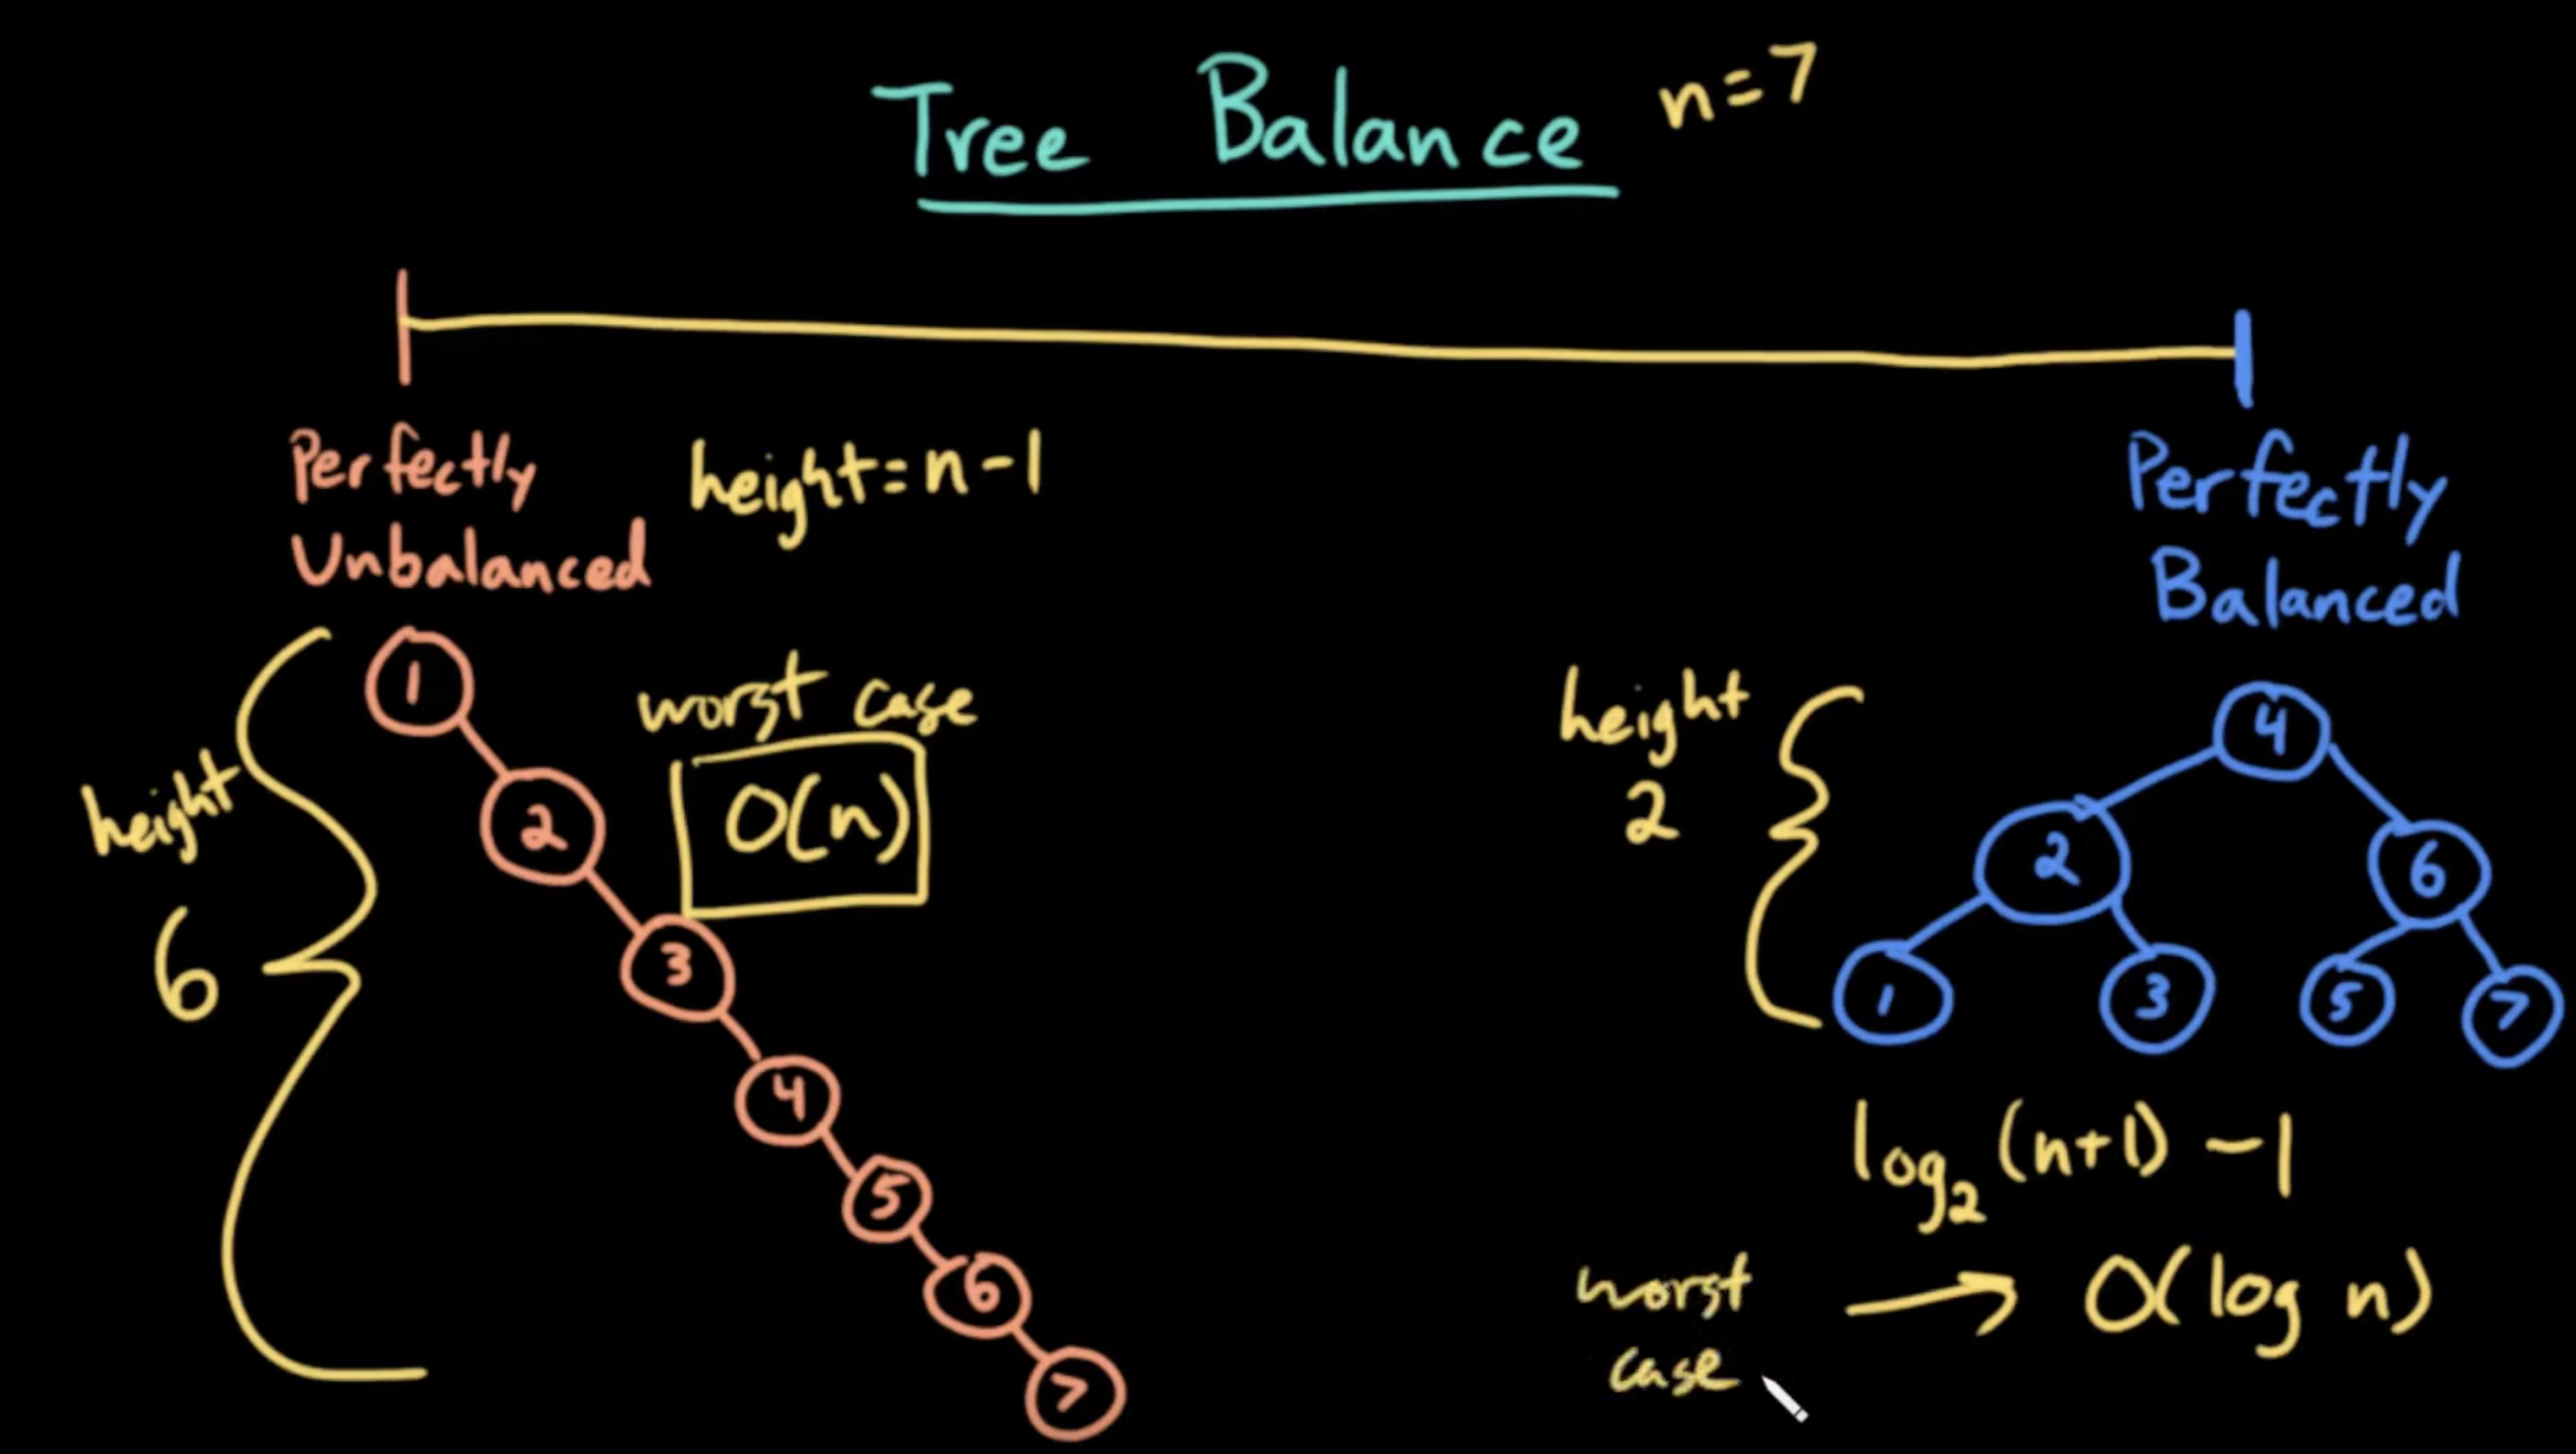 Tree Balance n=7
Perfectly
Unbalanced
height=n-1
Perfectly
Balanced
height
6
1
2
3
4
5
6
7
worst case
O(n)
height
2
4
2
6
1
3
5
7
log2 (n+1) -1
worst
case
O(log n)